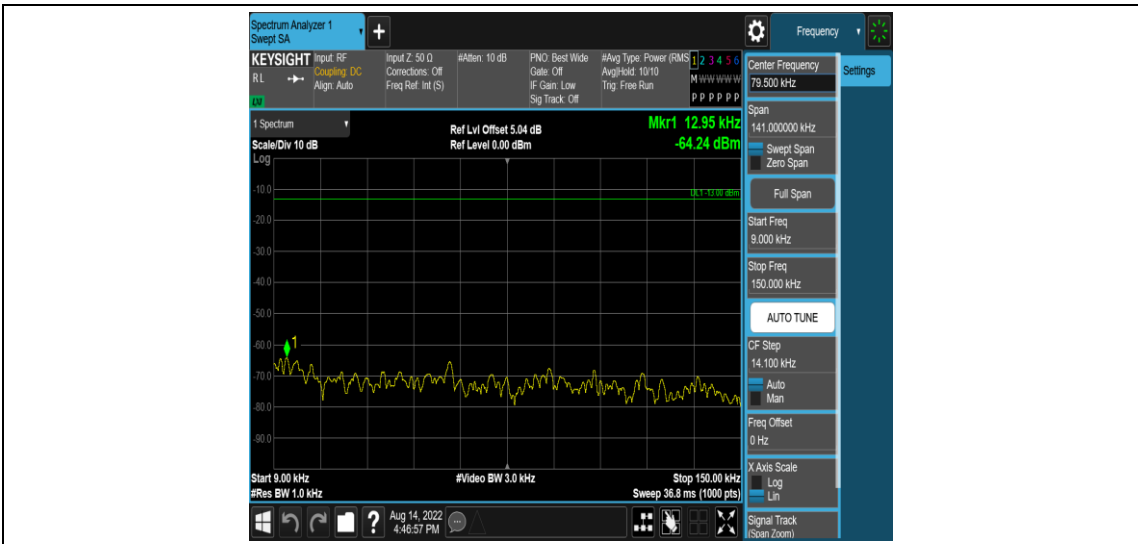 Spectrum Analyzer 1
Swept SA
+
Frequency
KEYSIGHT
RL
LXI
Input: RF
Coupling: DC
Align: Auto
Input Z: 50 Ω
Corrections: Off
Freq Ref: Int (S)
#Atten: 10 dB
PNO: Best Wide
Gate: Off
IF Gain: Low
Sig Track: Off
#Avg Type: Power (RMS
Avg|Hold: 10/10
Trig: Free Run
1 2 3 4 5 6
M W W W W W
P P P P P P
Center Frequency
79.500 kHz
Settings
Span
141.000000 kHz
Swept Span
Zero Span
Full Span
Start Freq
9.000 kHz
Stop Freq
150.000 kHz
AUTO TUNE
CF Step
14.100 kHz
Auto
Man
Freq Offset
0 Hz
X Axis Scale
Log
Lin
Signal Track
(Span Zoom)
1 Spectrum
Scale/Div 10 dB
Log
Ref Lvl Offset 5.04 dB
Ref Level 0.00 dBm
Mkr1 12.95 kHz
-64.24 dBm
DL1 -13.00 dBm
-10.0
-20.0
-30.0
-40.0
-50.0
-60.0
1
-70.0
-80.0
-90.0
Start 9.00 kHz
#Video BW 3.0 kHz
Stop 150.00 kHz
#Res BW 1.0 kHz
Sweep 36.8 ms (1000 pts)
?
Aug 14, 2022
4:46:57 PM